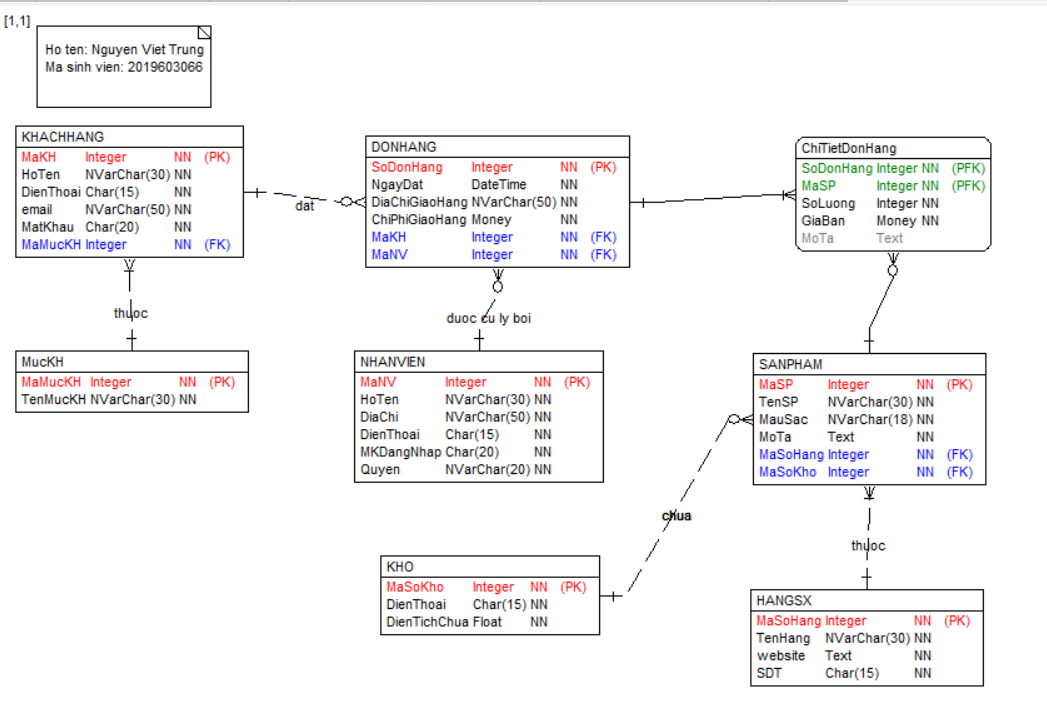 [1,1]
Ho ten: Nguyen Viet Trung
Ma sinh vien: 2019603066
KHACHHANG
MaKH Integer NN (PK)
HoTen NVarChar(30) NN
DienThoai Char(15) NN
email NVarChar(50) NN
MatKhau Char(20) NN
MaMucKH Integer NN (FK)
dat
DONHANG
SoDonHang Integer NN (PK)
NgayDat DateTime NN
DiaChiGiaoHang NVarChar(50) NN
ChiPhiGiaoHang Money NN
MaKH Integer NN (FK)
MaNV Integer NN (FK)
ChiTietDonHang
SoDonHang Integer NN (PFK)
MaSP Integer NN (PFK)
SoLuong Integer NN
GiaBan Money NN
MoTa Text
thuoc
duoc cu ly boi
MucKH
MaMucKH Integer NN (PK)
TenMucKH NVarChar(30) NN
NHANVIEN
MaNV Integer NN (PK)
HoTen NVarChar(30) NN
DiaChi NVarChar(50) NN
DienThoai Char(15) NN
MKDangNhap Char(20) NN
Quyen NVarChar(20) NN
SANPHAM
MaSP Integer NN (PK)
TenSP NVarChar(30) NN
MauSac NVarChar(18) NN
MoTa Text NN
MaSoHang Integer NN (FK)
MaSoKho Integer NN (FK)
chua
thuoc
KHO
MaSoKho Integer NN (PK)
DienThoai Char(15) NN
DienTichChua Float NN
HANGSX
MaSoHang Integer NN (PK)
TenHang NVarChar(30) NN
website Text NN
SDT Char(15) NN